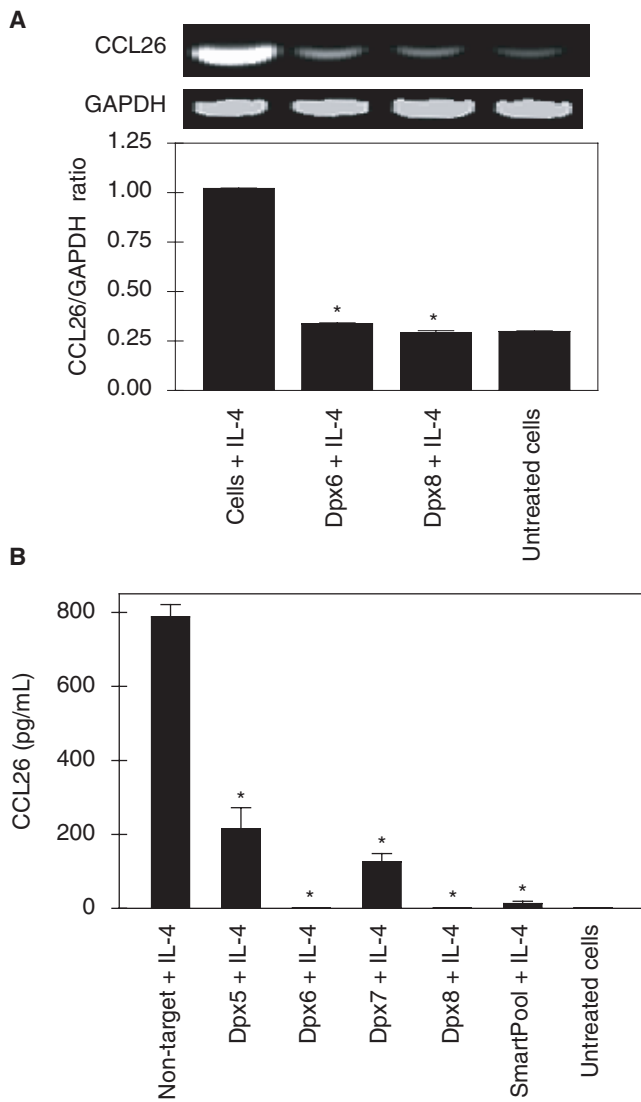 A
CCL26
GAPDH
CCL26/GAPDH ratio
1.25
1.00
0.75
0.50
0.25
0.00
*
*
Cells + IL-4
Dpx6 + IL-4
Dpx8 + IL-4
Untreated cells
B
CCL26 (pg/mL)
800
600
400
200
0
*
*
*
*
*
Non-target + IL-4
Dpx5 + IL-4
Dpx6 + IL-4
Dpx7 + IL-4
Dpx8 + IL-4
SmartPool + IL-4
Untreated cells